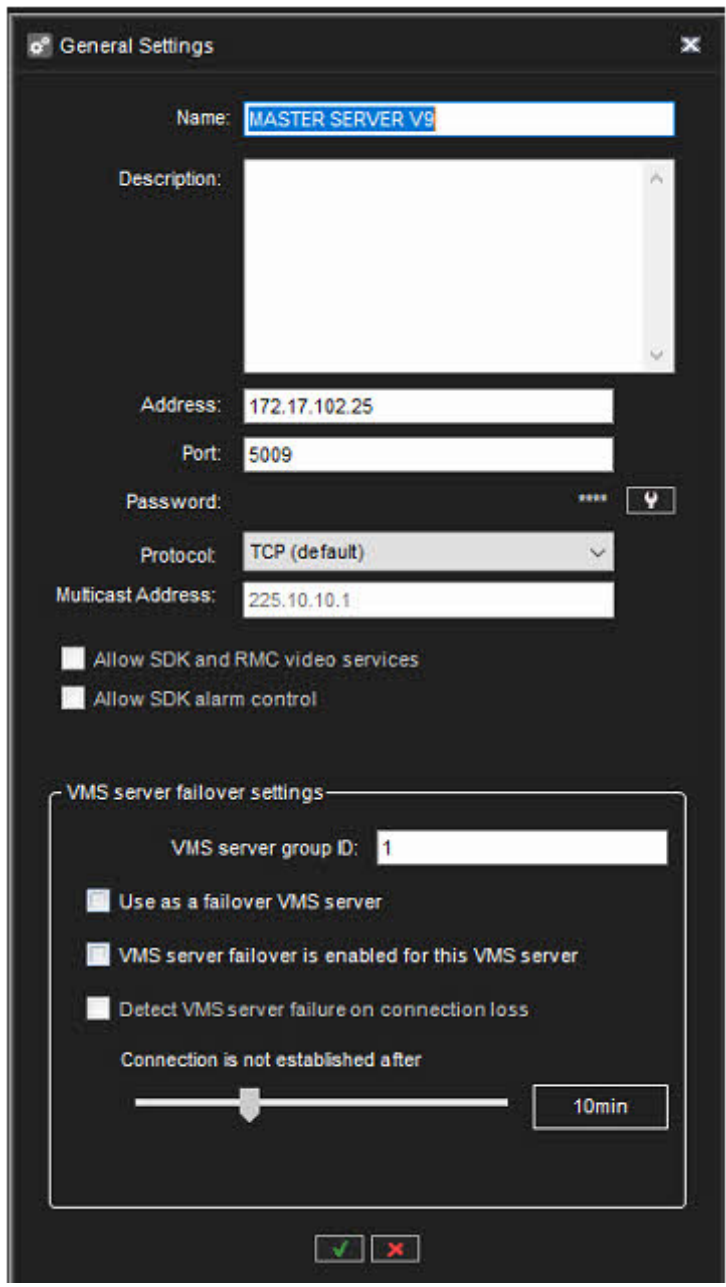 General Settings
Name: MASTER SERVER V9
Description:
Address: 172.17.102.25
Port: 5009
Password: ****
Protocol: TCP (default)
Multicast Address: 225.10.10.1
Allow SDK and RMC video services
Allow SDK alarm control
VMS server failover settings
VMS server group ID: 1
Use as a failover VMS server
VMS server failover is enabled for this VMS server
Detect VMS server failure on connection loss
Connection is not established after
10min